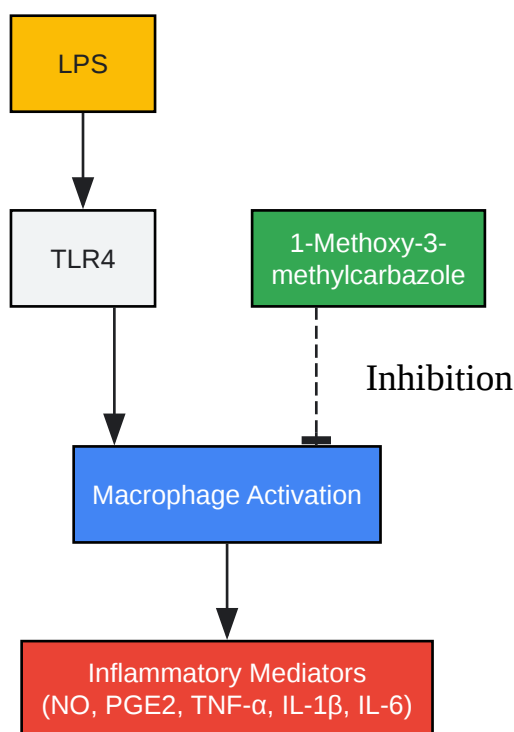 LPS
TLR4
1-Methoxy-3-
methylcarbazole
Inhibition
Macrophage Activation
Inflammatory Mediators
(NO, PGE2, TNF-α, IL-1β, IL-6)